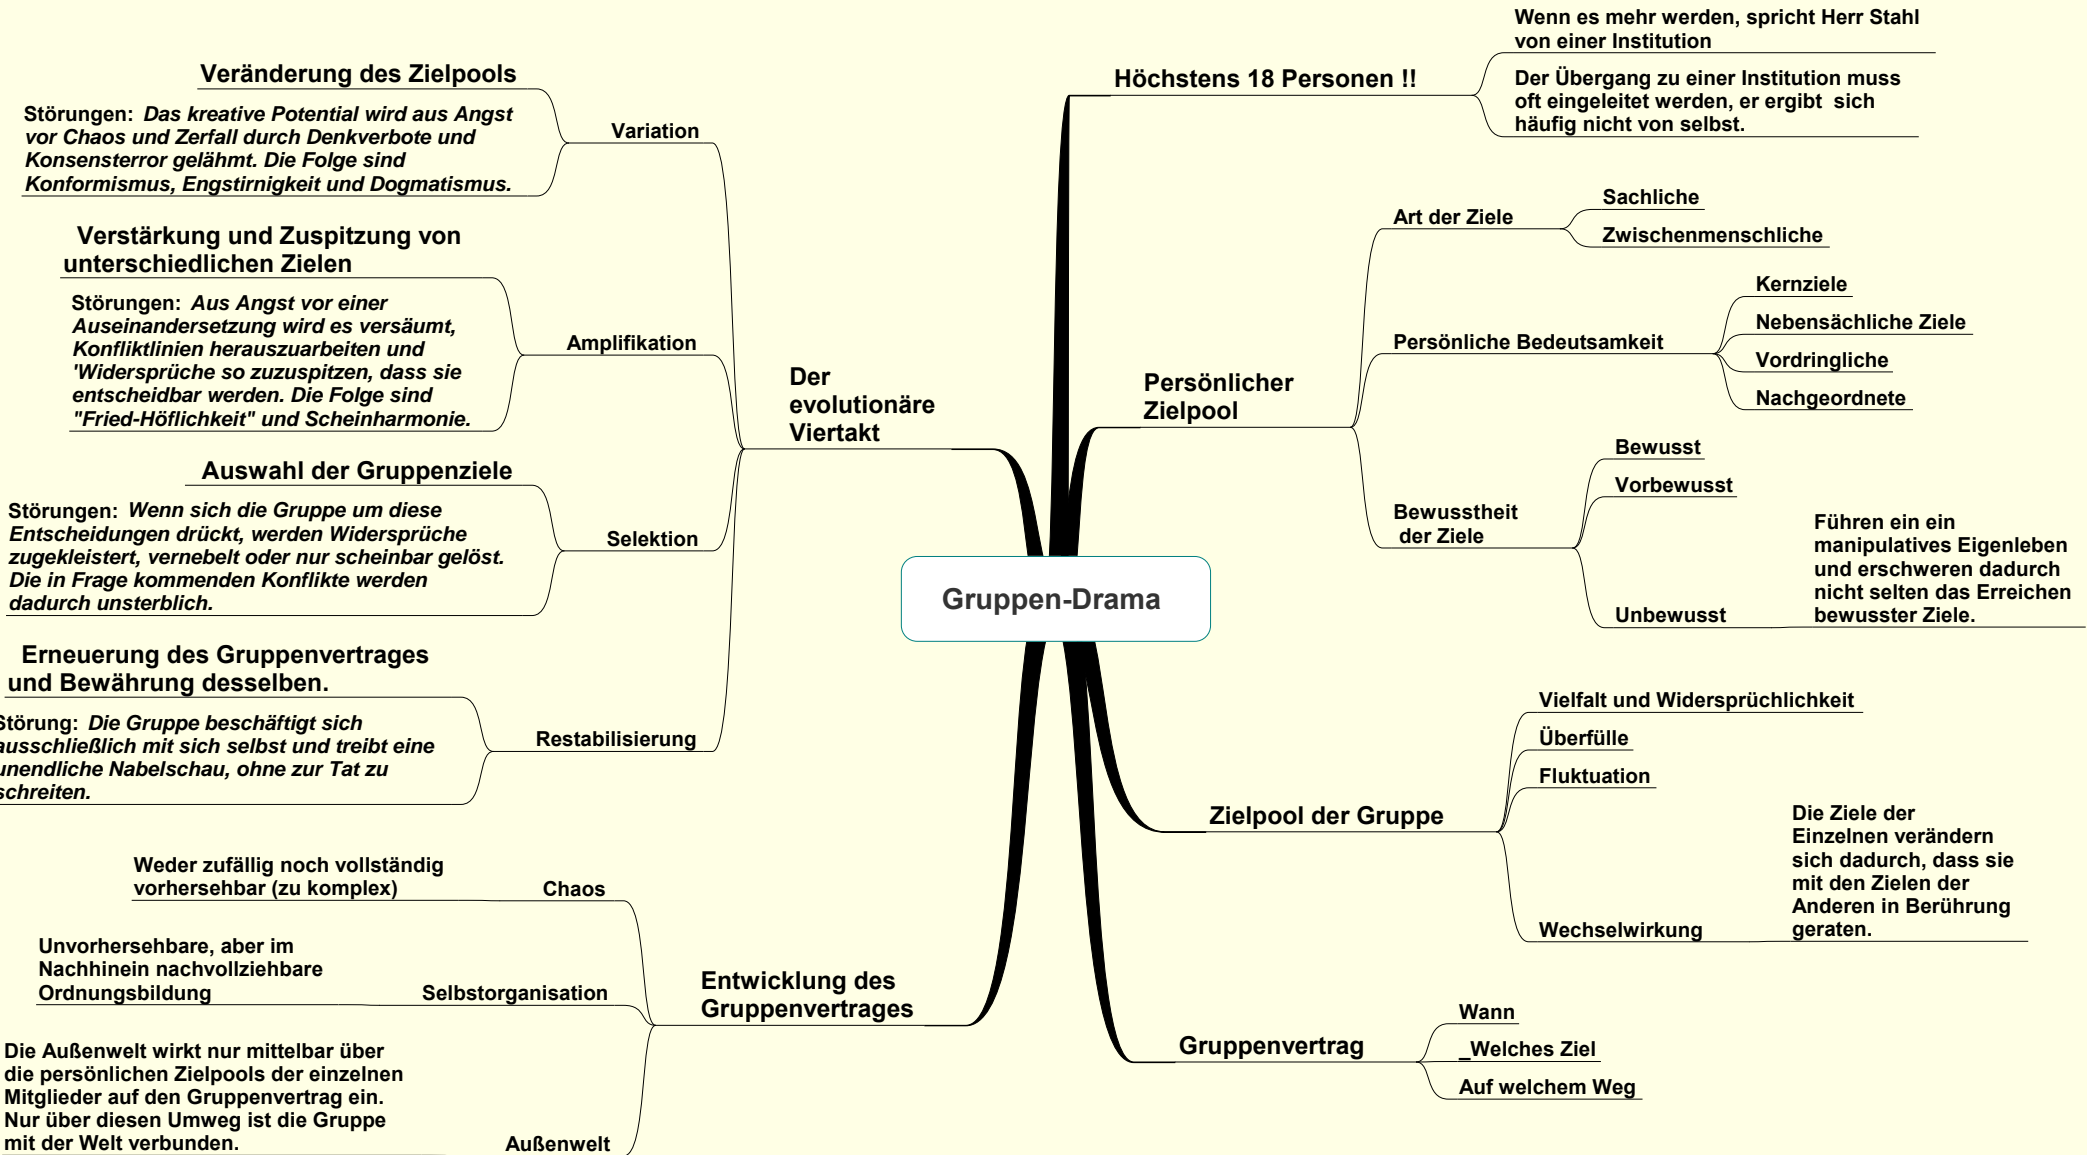 Gruppen-Drama
Höchstens 18 Personen !!
Wenn es mehr werden, spricht Herr Stahl
von einer Institution
Der Übergang zu einer Institution muss
oft eingeleitet werden, er ergibt  sich
häufig nicht von selbst.
Persönlicher
Zielpool
Art der Ziele
Sachliche
Zwischenmenschliche
Persönliche Bedeutsamkeit
Kernziele
Nebensächliche Ziele
Vordringliche
Nachgeordnete
Bewusstheit
der Ziele
Bewusst
Vorbewusst
Unbewusst
Führen ein ein
manipulatives Eigenleben
und erschweren dadurch
nicht selten das Erreichen
bewusster Ziele.
Zielpool der Gruppe
Vielfalt und Widersprüchlichkeit
Überfülle
Fluktuation
Wechselwirkung
Die Ziele der
Einzelnen verändern
sich dadurch, dass sie
mit den Zielen der
Anderen in Berührung
geraten.
Gruppenvertrag
Wann
_Welches Ziel
Auf welchem Weg
Der
evolutionäre
Viertakt
Variation
Veränderung des Zielpools
Störungen: Das kreative Potential wird aus Angst
vor Chaos und Zerfall durch Denkverbote und
Konsensterror gelähmt. Die Folge sind
Konformismus, Engstirnigkeit und Dogmatismus.
Amplifikation
Verstärkung und Zuspitzung von
unterschiedlichen Zielen
Störungen: Aus Angst vor einer
Auseinandersetzung wird es versäumt,
Konfliktlinien herauszuarbeiten und
'Widersprüche so zuzuspitzen, dass sie
entscheidbar werden. Die Folge sind
"Fried-Höflichkeit" und Scheinharmonie.
Selektion
Auswahl der Gruppenziele
Störungen: Wenn sich die Gruppe um diese
Entscheidungen drückt, werden Widersprüche
zugekleistert, vernebelt oder nur scheinbar gelöst.
Die in Frage kommenden Konflikte werden
dadurch unsterblich.
Restabilisierung
Erneuerung des Gruppenvertrages
und Bewährung desselben.
Störung: Die Gruppe beschäftigt sich
ausschließlich mit sich selbst und treibt eine
unendliche Nabelschau, ohne zur Tat zu
schreiten.
Entwicklung des
Gruppenvertrages
Chaos
Weder zufällig noch vollständig
vorhersehbar (zu komplex)
Selbstorganisation
Unvorhersehbare, aber im
Nachhinein nachvollziehbare
Ordnungsbildung
Außenwelt
Die Außenwelt wirkt nur mittelbar über
die persönlichen Zielpools der einzelnen
Mitglieder auf den Gruppenvertrag ein.
Nur über diesen Umweg ist die Gruppe
mit der Welt verbunden.